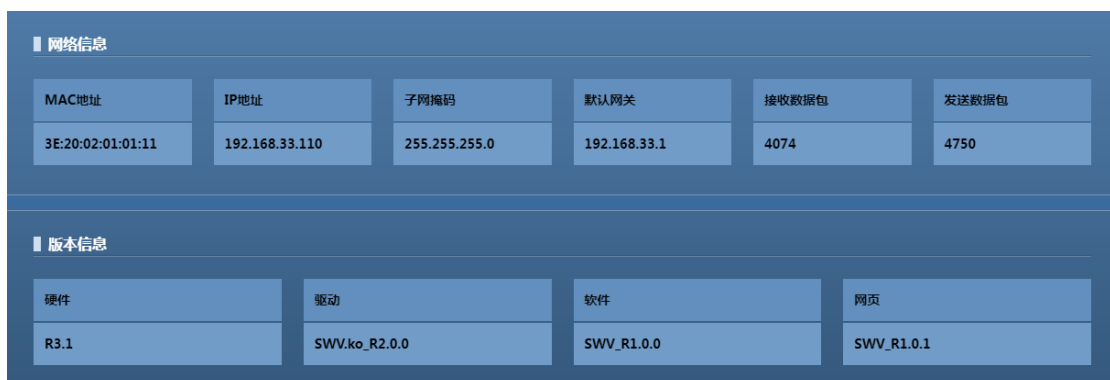 网络信息
MAC地址 IP地址 子网掩码 默认网关 接收数据包 发送数据包
3E:20:02:01:01:11 192.168.33.110 255.255.255.0 192.168.33.1 4074 4750
版本信息
硬件 驱动 软件 网页
R3.1 SWV.ko_R2.0.0 SWV_R1.0.0 SWV_R1.0.1